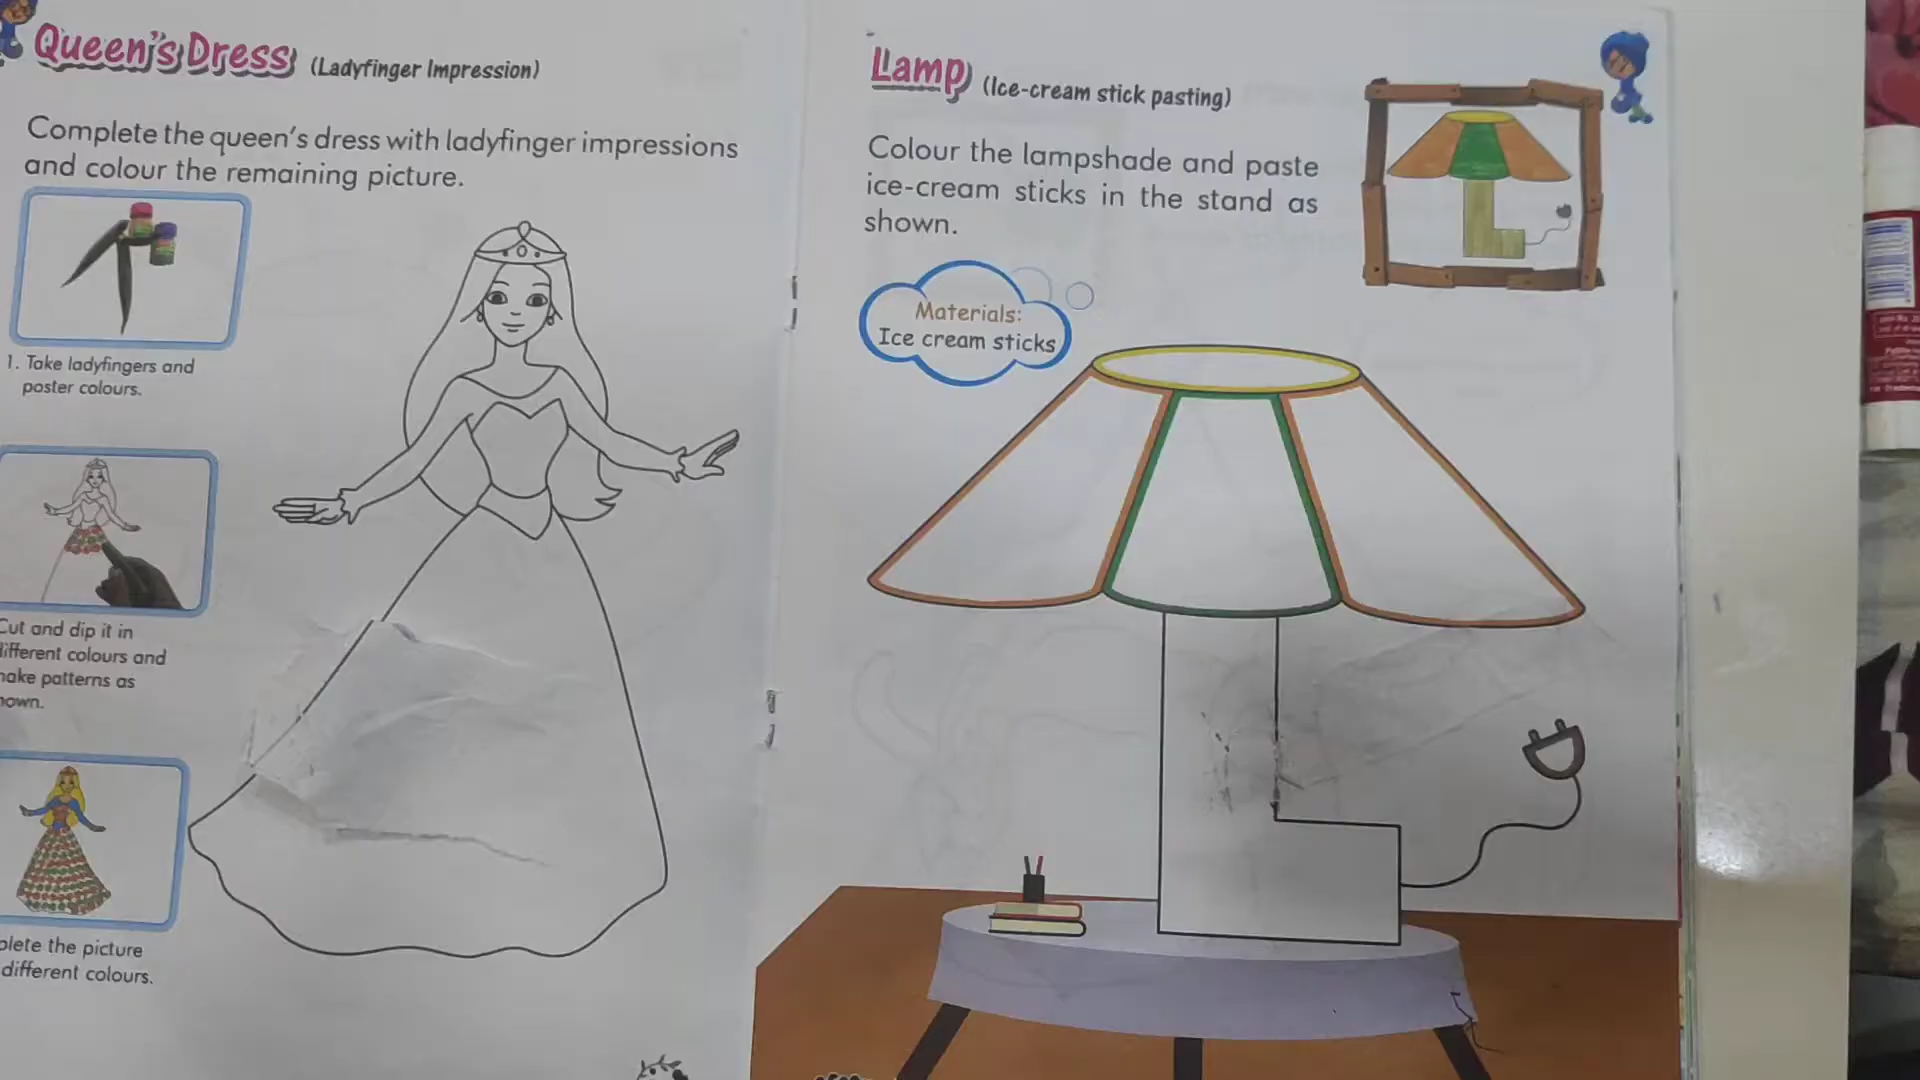 Queen's Dress (Ladyfinger Impression)
Complete the queen's dress with ladyfinger impressions
and colour the remaining picture.
1. Take ladyfingers and
poster colours.
Cut and dip it in
different colours and
make patterns as
shown.
plete the picture
different colours.
Lamp (Ice-cream stick pasting)
Colour the lampshade and paste
ice-cream sticks in the stand as
shown.
Materials:
Ice cream sticks